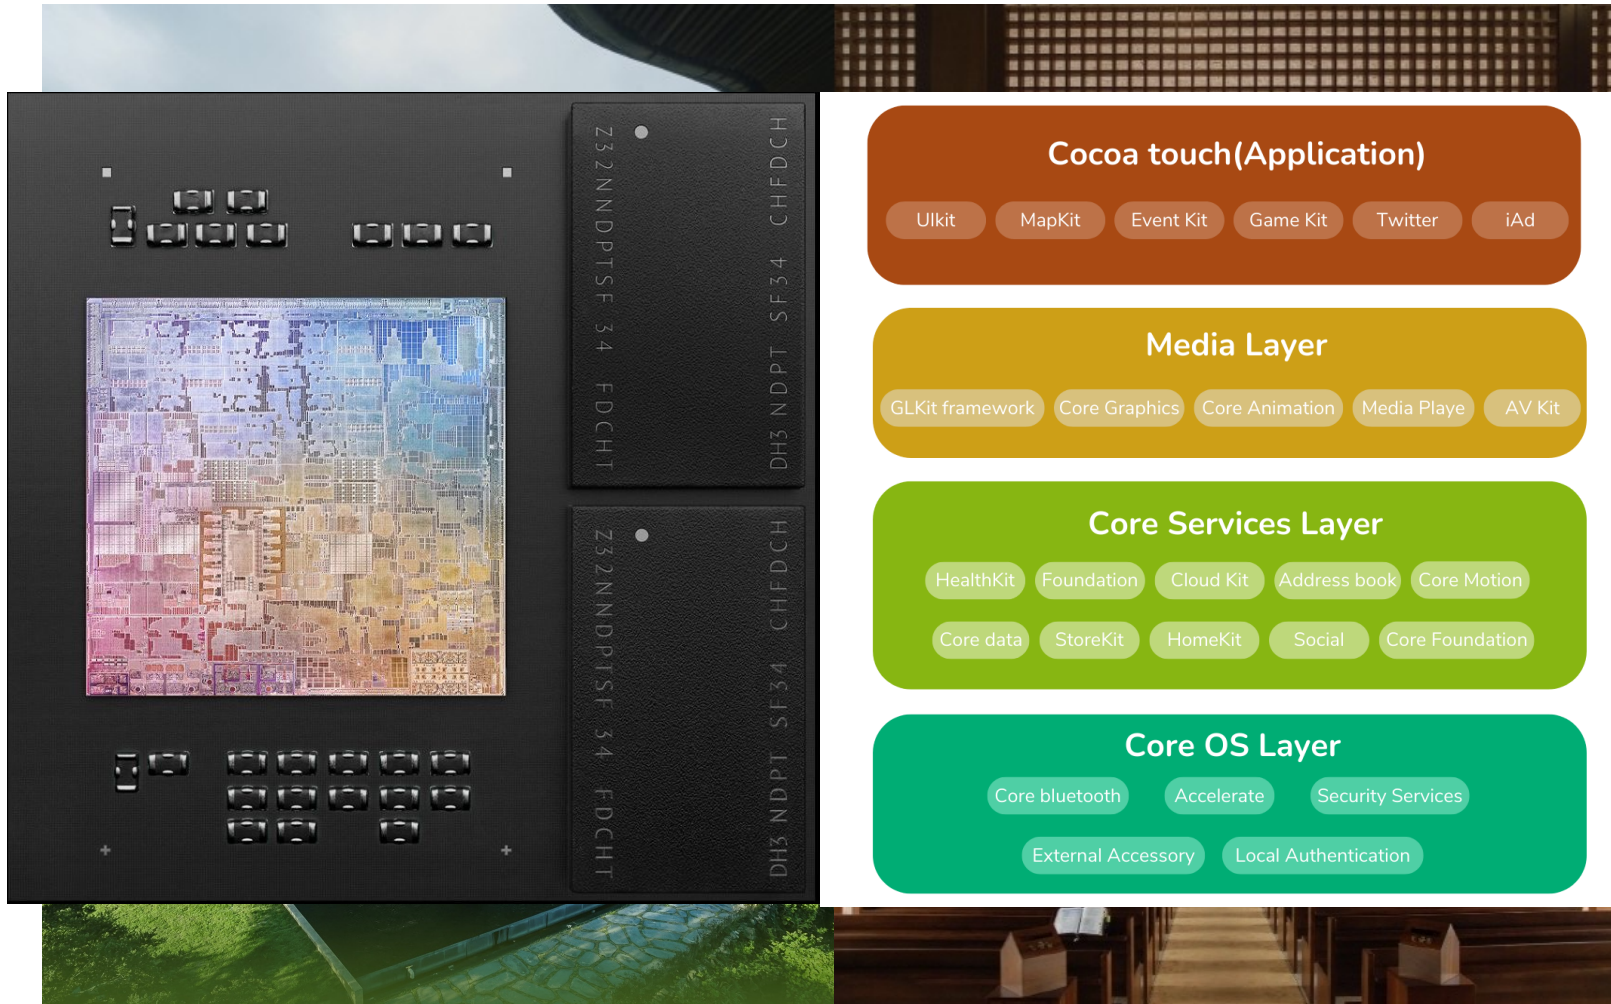 Z32NNDPTSF 34 FDCHT
DH3 NDPT SF34 CHFDCH
Z32NNDPTSF 34 FDCHT
DH3 NDPT SF34 CHFDCH
Cocoa touch(Application)
UIkit MapKit Event Kit Game Kit Twitter iAd
Media Layer
GLKit framework Core Graphics Core Animation Media Playe AV Kit
Core Services Layer
HealthKit Foundation Cloud Kit Address book Core Motion
Core data StoreKit HomeKit Social Core Foundation
Core OS Layer
Core bluetooth Accelerate Security Services
External Accessory Local Authentication